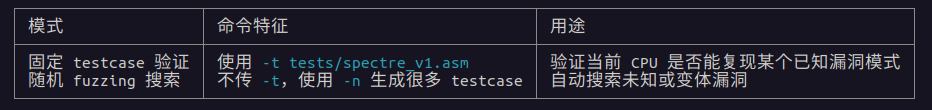 模式 命令特征 用途
固定 testcase 验证 使用 -t tests/spectre_v1.asm 验证当前 CPU 是否能复现某个已知漏洞模式
随机 fuzzing 搜索 不传 -t，使用 -n 生成很多 testcase 自动搜索未知或变体漏洞